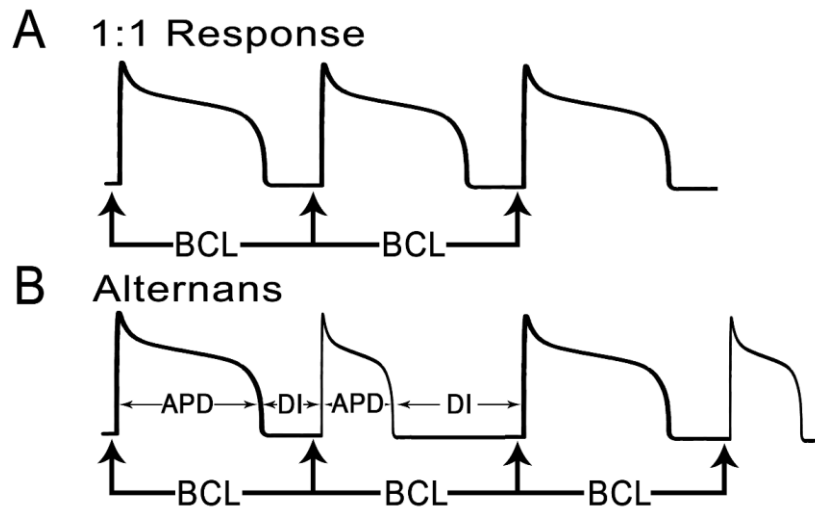 A 1:1 Response
BCL BCL
B Alternans
APD DI APD DI
BCL BCL BCL